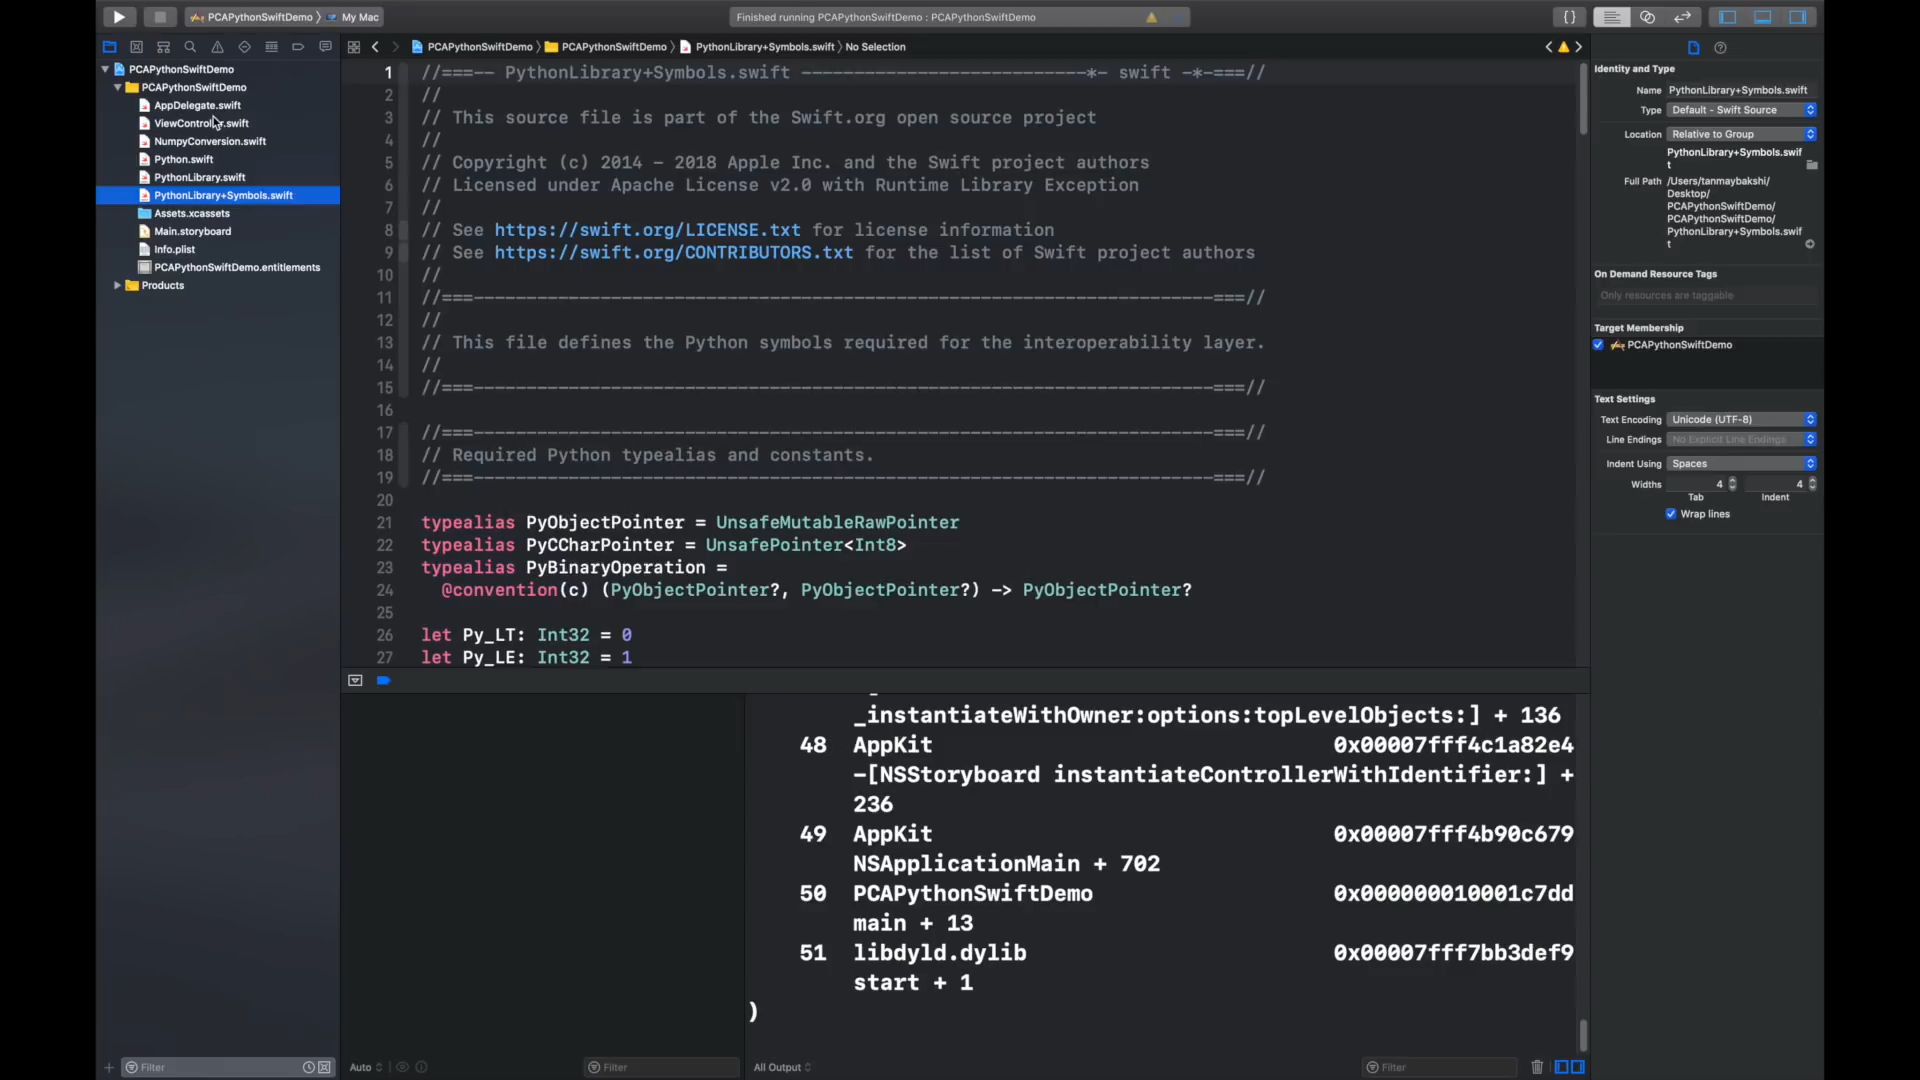 PCAPythonSwiftDemo 〉 My Mac
Finished running PCAPythonSwiftDemo : PCAPythonSwiftDemo
{}
PCAPythonSwiftDemo 〉 PCAPythonSwiftDemo 〉 PythonLibrary+Symbols.swift 〉 No Selection
PCAPythonSwiftDemo
PCAPythonSwiftDemo
AppDelegate.swift
ViewController.swift
NumpyConversion.swift
Python.swift
PythonLibrary.swift
PythonLibrary+Symbols.swift
Assets.xcassets
Main.storyboard
Info.plist
PCAPythonSwiftDemo.entitlements
Products
Filter
1 //===-- PythonLibrary+Symbols.swift ---------------------------*- swift -*-===//
2 //
3 // This source file is part of the Swift.org open source project
4 //
5 // Copyright (c) 2014 - 2018 Apple Inc. and the Swift project authors
6 // Licensed under Apache License v2.0 with Runtime Library Exception
7 //
8 // See https://swift.org/LICENSE.txt for license information
9 // See https://swift.org/CONTRIBUTORS.txt for the list of Swift project authors
10 //
11 //===----------------------------------------------------------------------===//
12 //
13 // This file defines the Python symbols required for the interoperability layer.
14 //
15 //===----------------------------------------------------------------------===//
16
17 //===----------------------------------------------------------------------===//
18 // Required Python typealias and constants.
19 //===----------------------------------------------------------------------===//
20
21 typealias PyObjectPointer = UnsafeMutableRawPointer
22 typealias PyCCharPointer = UnsafePointer<Int8>
23 typealias PyBinaryOperation =
24 @convention(c) (PyObjectPointer?, PyObjectPointer?) -> PyObjectPointer?
25
26 let Py_LT: Int32 = 0
27 let Py_LE: Int32 = 1
_instantiateWithOwner:options:topLevelObjects:] + 136
48 AppKit 0x00007fff4c1a82e4
-[NSStoryboard instantiateControllerWithIdentifier:] +
236
49 AppKit 0x00007fff4b90c679
NSApplicationMain + 702
50 PCAPythonSwiftDemo 0x000000010001c7dd
main + 13
51 libdyld.dylib 0x00007fff7bb3def9
start + 1
)
Auto
Filter
All Output
Filter
Identity and Type
Name PythonLibrary+Symbols.swift
Type Default - Swift Source
Location Relative to Group
PythonLibrary+Symbols.swif
t
Full Path /Users/tanmaybakshi/
Desktop/
PCAPythonSwiftDemo/
PCAPythonSwiftDemo/
PythonLibrary+Symbols.swif
t
On Demand Resource Tags
Only resources are taggable
Target Membership
PCAPythonSwiftDemo
Text Settings
Text Encoding Unicode (UTF-8)
Line Endings No Explicit Line Endings
Indent Using Spaces
Widths 4 4
Tab Indent
Wrap lines